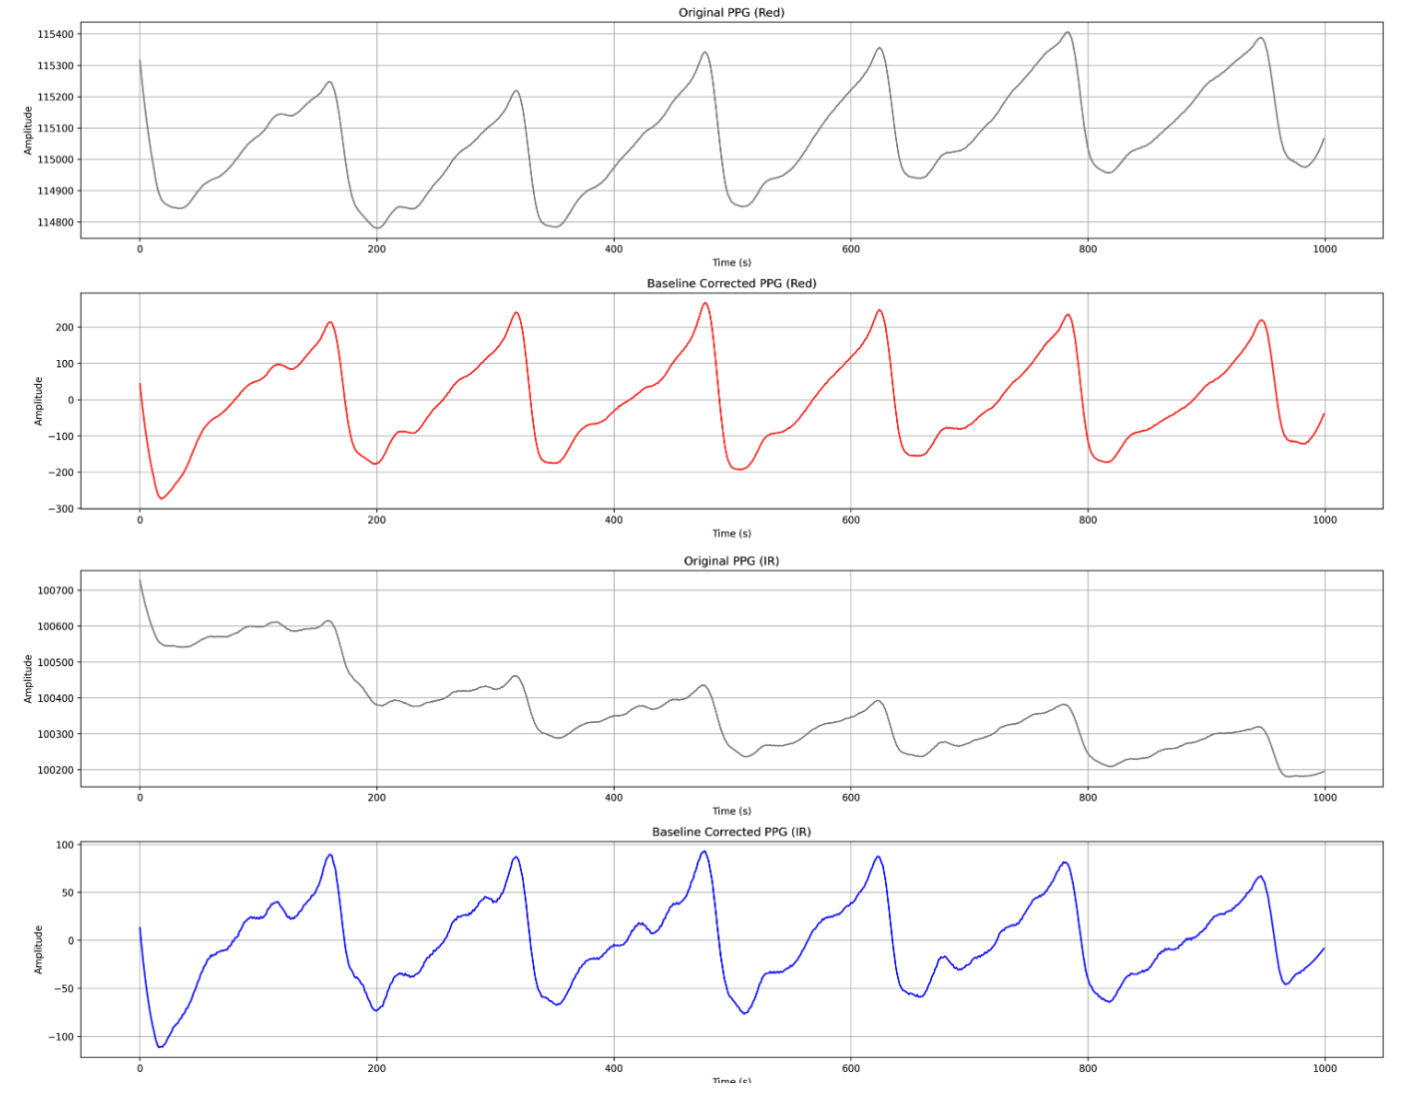 Original PPG (Red)
115400
115300
115200
115100
115000
114900
114800
Amplitude
0 200 400 600 800 1000
Time (s)
Baseline Corrected PPG (Red)
200
100
0
−100
−200
−300
Amplitude
0 200 400 600 800 1000
Time (s)
Original PPG (IR)
100700
100600
100500
100400
100300
100200
Amplitude
0 200 400 600 800 1000
Time (s)
Baseline Corrected PPG (IR)
100
50
0
−50
−100
Amplitude
0 200 400 600 800 1000
Time (s)